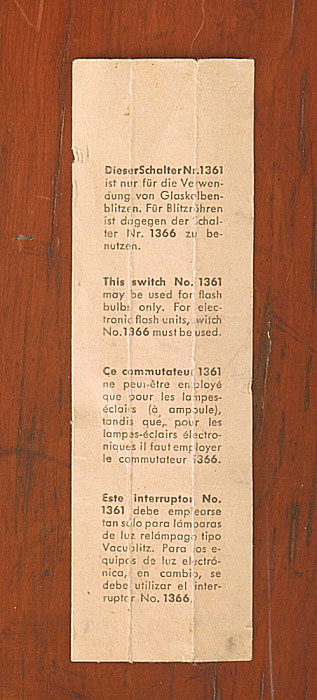 Dieser Schalter Nr. 1361
ist nur für die Verwen-
dung von Glaskolben-
blitzen. Für Blitzröhren
ist dagegen der Schal-
ter Nr. 1366 zu be-
nutzen.
This switch No. 1361
may be used for flash
bulbs only. For elec-
tronic flash units, switch
No. 1366 must be used.
Ce commutateur 1361
ne peut-être employé
que pour les lampes-
éclairs (à ampoule),
tandis que, pour les
lampes-éclairs électro-
niques il faut employer
le commutateur 1366.
Este interruptor No.
1361 debe emplearse
tan sólo para lámparas
de luz relámpago tipo
Vacublitz. Para los e-
quipos de luz electró-
nica, en cambio, se
debe utilizar el inter-
ruptor No. 1366.